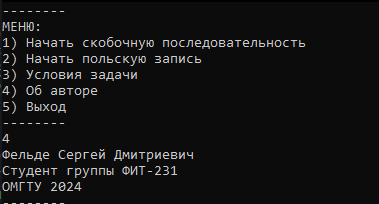 --------
МЕНЮ:
1) Начать скобочную последовательность
2) Начать польскую запись
3) Условия задачи
4) Об авторе
5) Выход
--------
4
Фельде Сергей Дмитриевич
Студент группы ФИТ-231
ОМГТУ 2024
--------